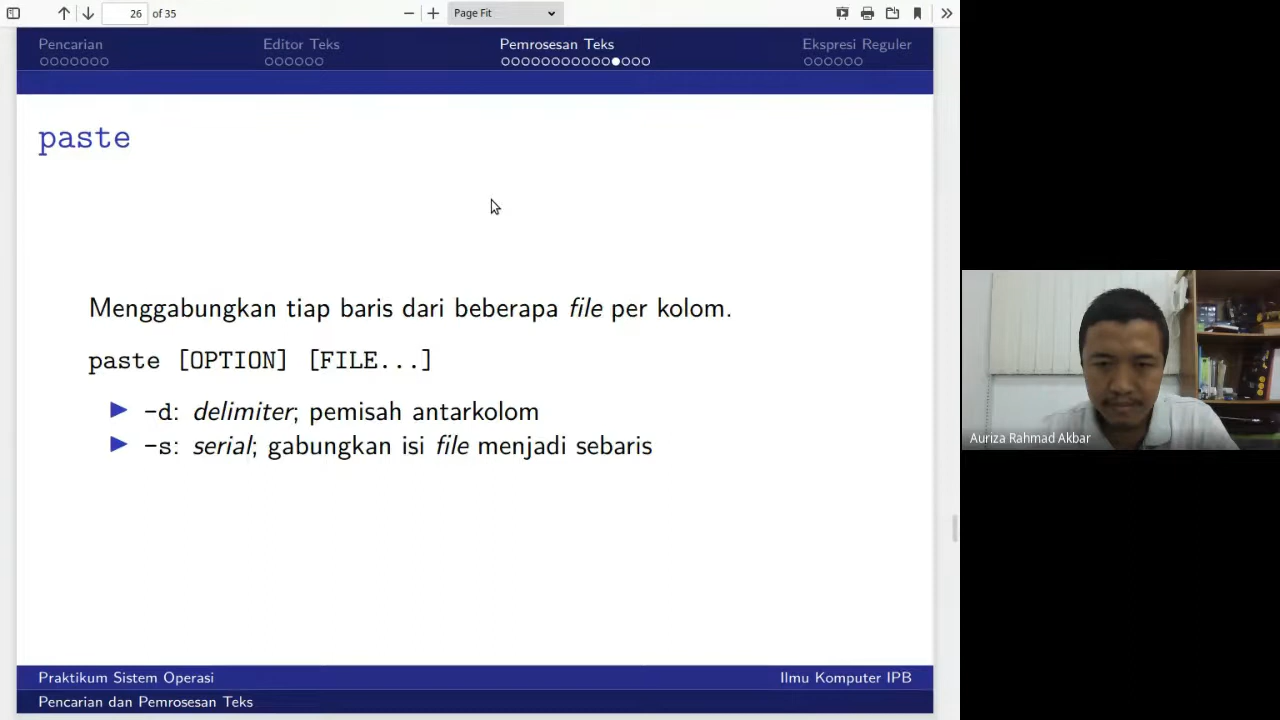 26 of 35 Page Fit
Pencarian Editor Teks Pemrosesan Teks Ekspresi Reguler
paste
Menggabungkan tiap baris dari beberapa file per kolom.
paste [OPTION] [FILE...]
-d: delimiter; pemisah antarkolom
-s: serial; gabungkan isi file menjadi sebaris
Auriza Rahmad Akbar
Praktikum Sistem Operasi Ilmu Komputer IPB
Pencarian dan Pemrosesan Teks